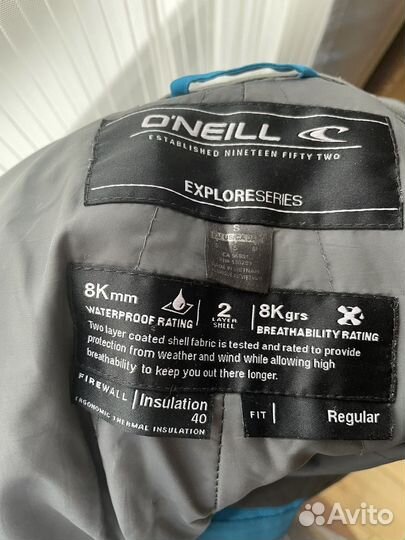 O'NEILL
ESTABLISHED NINETEEN FIFTY TWO
EXPLORESERIES
S
8Kmm
WATERPROOF RATING
2
LAYER
SHELL
8Kgrs
BREATHABILITY RATING
Two layer coated shell fabric is tested and rated to provide
protection from weather and wind while allowing high
breathability to keep you out there longer.
FIREWALL
Insulation
40
ERGONOMIC THERMAL INSULATION
FIT
Regular
Avito